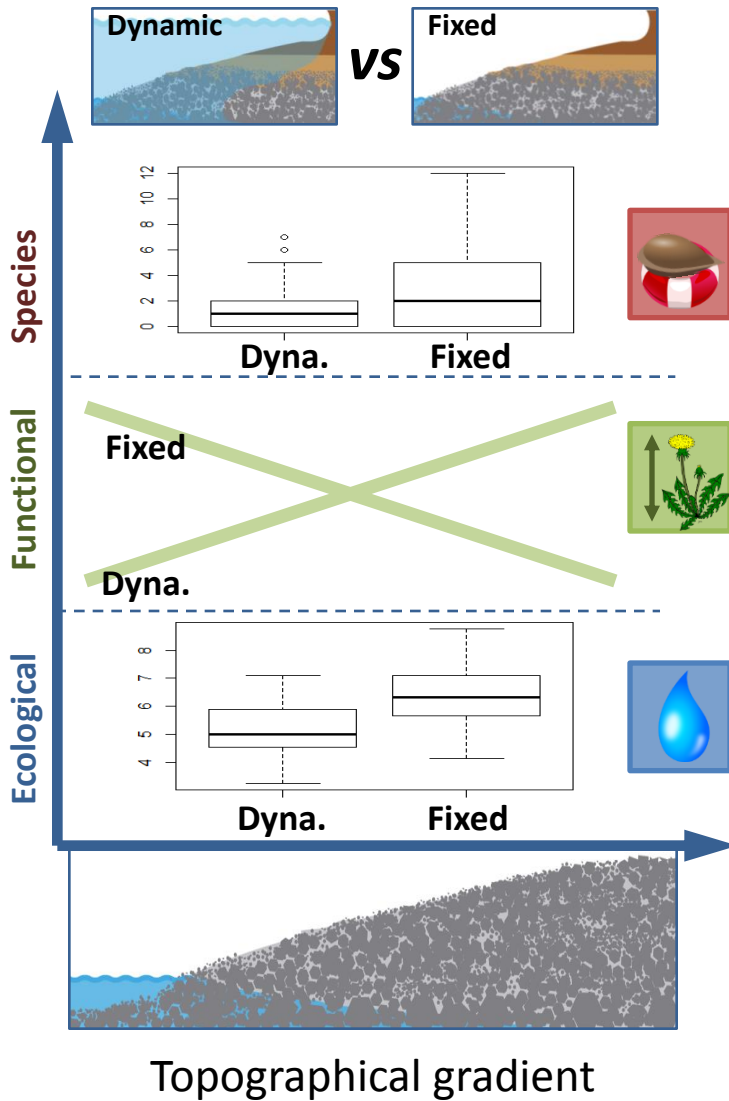 Dynamic
vs
Fixed
Species
12
10
8
6
4
2
0
Dyna.
Fixed
Functional
Fixed
Dyna.
Ecological
8
7
6
5
4
Dyna.
Fixed
Topographical gradient